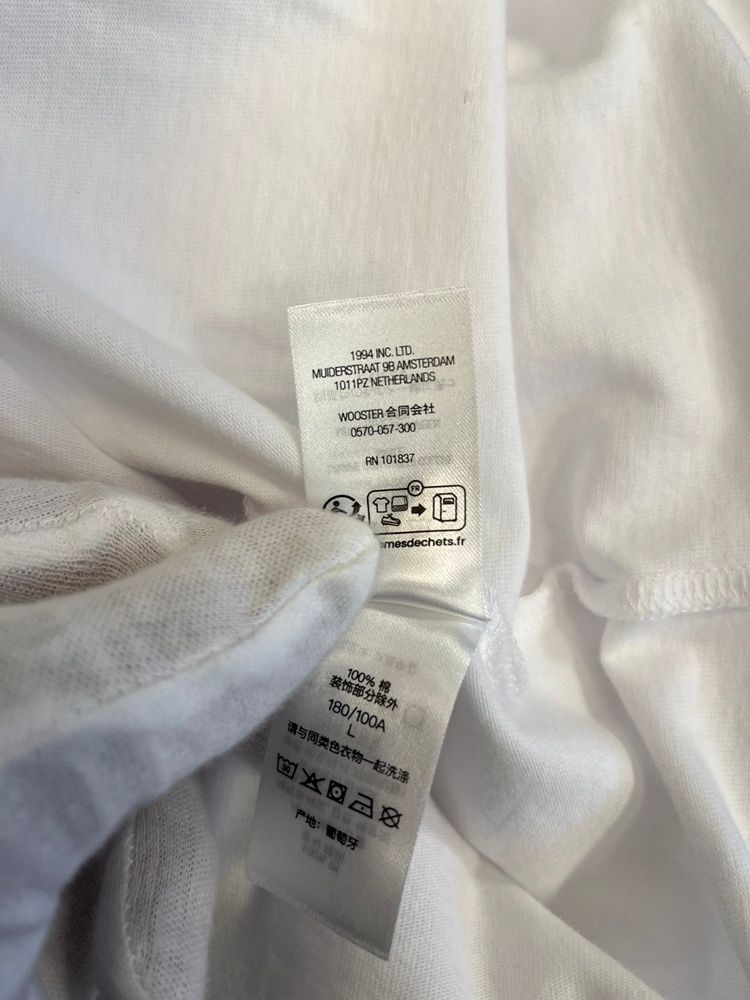 1994 INC. LTD.
MUIDERSTRAAT 9B AMSTERDAM
1011PZ NETHERLANDS
WOOSTER 合同会社
0570-057-300
RN 101837
FR
mesdechets.fr
100% 棉
装饰部分除外
180/100A
L
请与同类色衣物一起洗涤
30
产地：葡萄牙